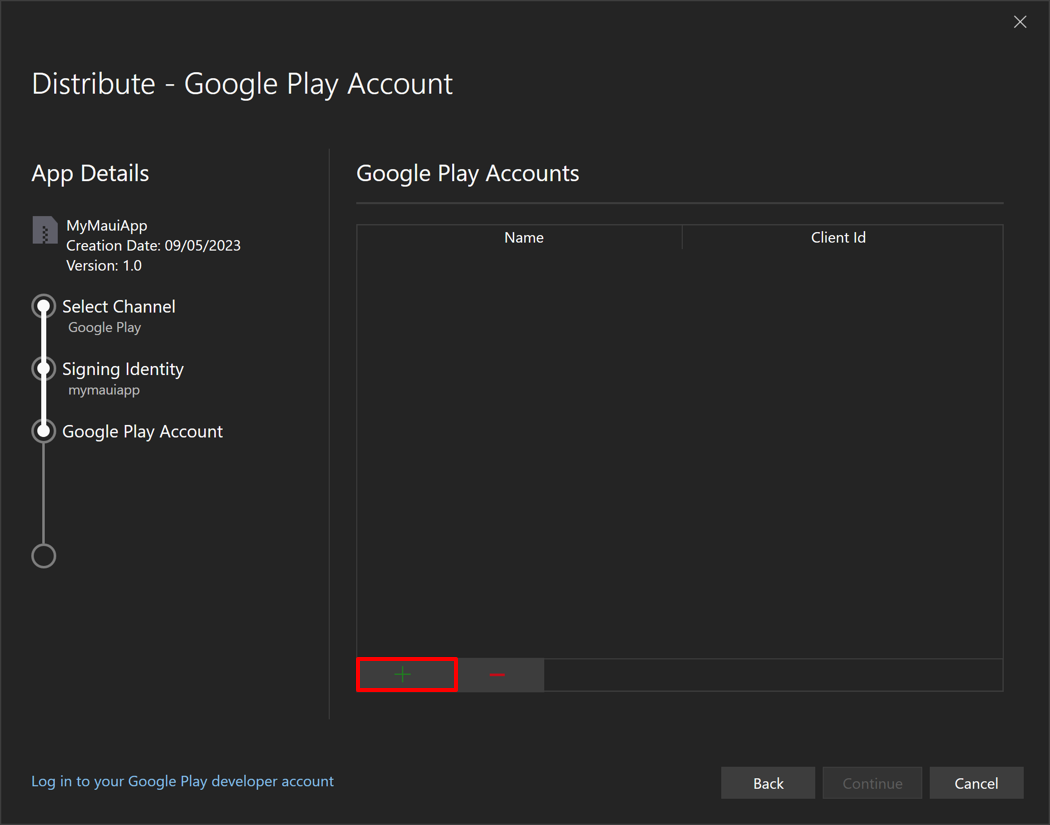 Distribute - Google Play Account
App Details
MyMauiApp
Creation Date: 09/05/2023
Version: 1.0
Select Channel
Google Play
Signing Identity
mymauiapp
Google Play Account
Google Play Accounts
Name
Client Id
Log in to your Google Play developer account
Back
Continue
Cancel